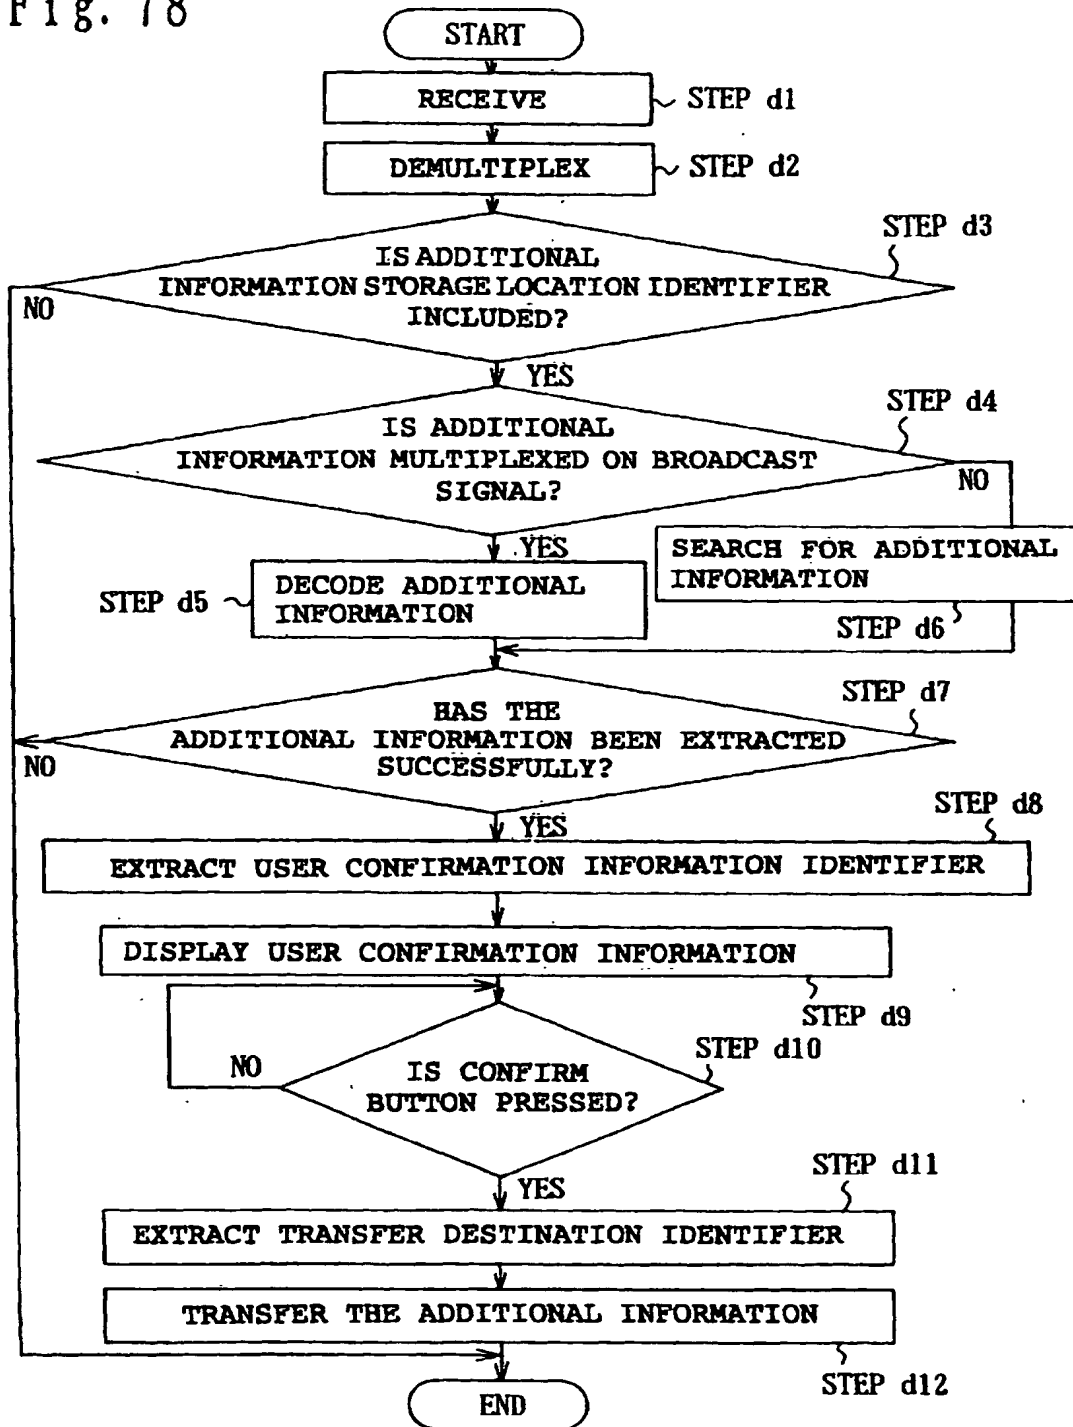 Fig. 78
START
RECEIVE
STEP d1
DEMULTIPLEX
STEP d2
STEP d3
IS ADDITIONAL
INFORMATION STORAGE LOCATION IDENTIFIER
INCLUDED?
NO
YES
STEP d4
IS ADDITIONAL
INFORMATION MULTIPLEXED ON BROADCAST
SIGNAL?
NO
YES
SEARCH FOR ADDITIONAL
INFORMATION
STEP d6
STEP d5
DECODE ADDITIONAL
INFORMATION
STEP d7
HAS THE
ADDITIONAL INFORMATION BEEN EXTRACTED
SUCCESSFULLY?
NO
YES
STEP d8
EXTRACT USER CONFIRMATION INFORMATION IDENTIFIER
DISPLAY USER CONFIRMATION INFORMATION
STEP d9
STEP d10
NO
IS CONFIRM
BUTTON PRESSED?
YES
STEP d11
EXTRACT TRANSFER DESTINATION IDENTIFIER
TRANSFER THE ADDITIONAL INFORMATION
STEP d12
END